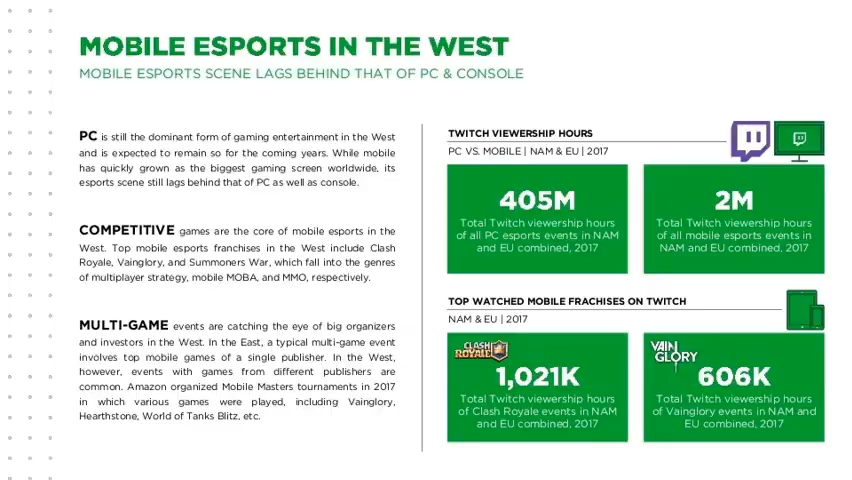 MOBILE ESPORTS IN THE WEST
MOBILE ESPORTS SCENE LAGS BEHIND THAT OF PC & CONSOLE
PC is still the dominant form of gaming entertainment in the West
and is expected to remain so for the coming years. While mobile
has quickly grown as the biggest gaming screen worldwide, its
esports scene still lags behind that of PC as well as console.
COMPETITIVE games are the core of mobile esports in the
West. Top mobile esports franchises in the West include Clash
Royale, Vainglory, and Summoners War, which fall into the genres
of multiplayer strategy, mobile MOBA, and MMO, respectively.
MULTI-GAME events are catching the eye of big organizers
and investors in the West. In the East, a typical multi-game event
involves top mobile games of a single publisher. In the West,
however, events with games from different publishers are
common. Amazon organized Mobile Masters tournaments in 2017
in which various games were played, including Vainglory,
Hearthstone, World of Tanks Blitz, etc.
TWITCH VIEWERSHIP HOURS
PC VS. MOBILE | NAM & EU | 2017
405M
Total Twitch viewership hours
of all PC esports events in NAM
and EU combined, 2017
2M
Total Twitch viewership hours
of all mobile esports events in
NAM and EU combined, 2017
TOP WATCHED MOBILE FRACHISES ON TWITCH
NAM & EU | 2017
CLASH
ROYALE
1,021K
Total Twitch viewership hours
of Clash Royale events in NAM
and EU combined, 2017
VAIN
GLORY
606K
Total Twitch viewership hours
of Vainglory events in NAM and
EU combined, 2017